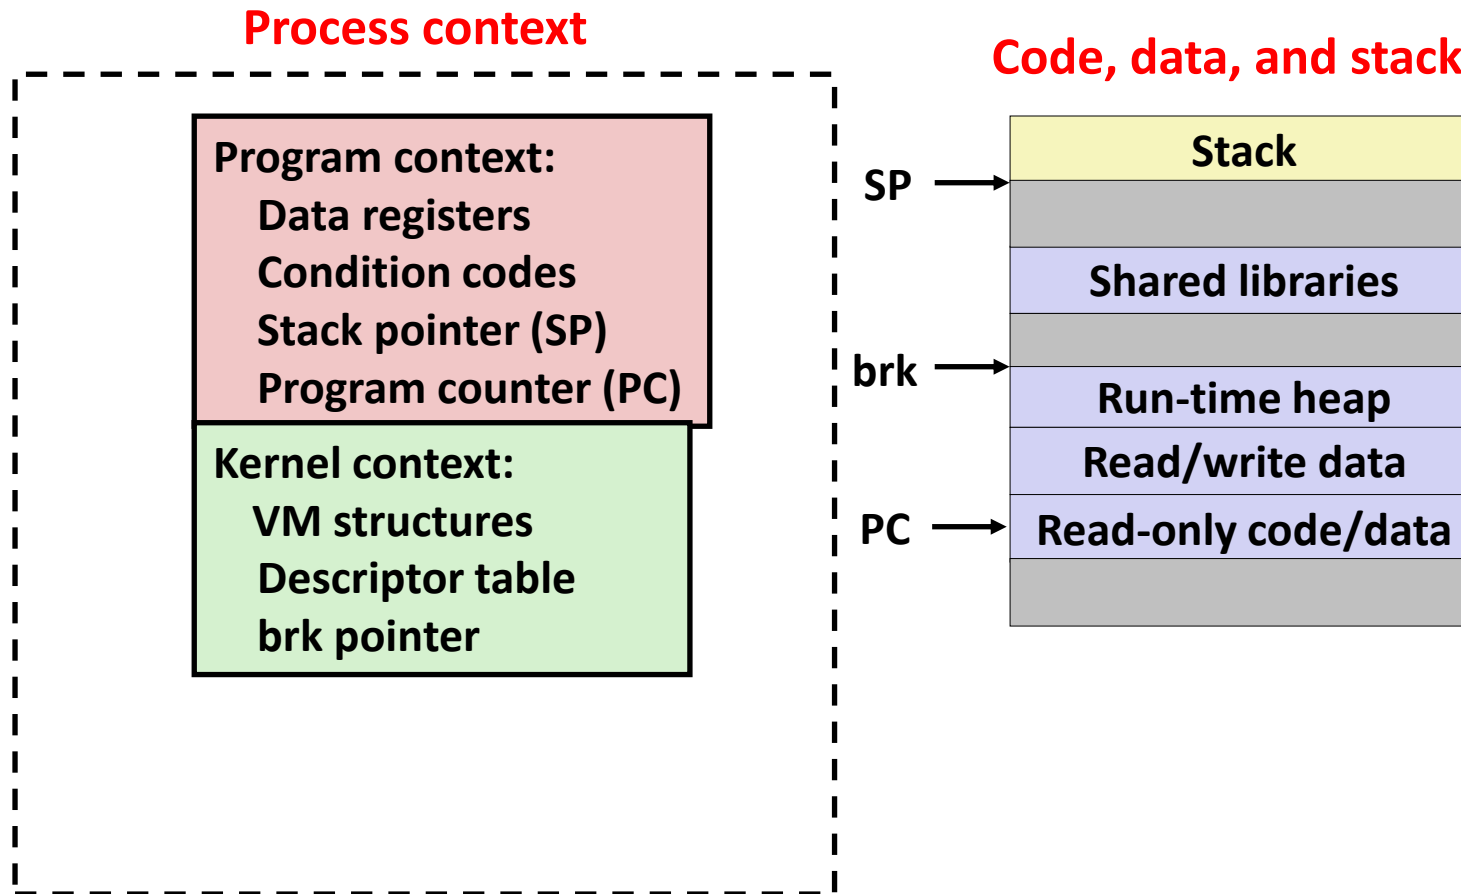 Process context
Program context:
Data registers
Condition codes
Stack pointer (SP)
Program counter (PC)
Kernel context:
VM structures
Descriptor table
brk pointer
Code, data, and stack
SP
brk
PC
Stack
Shared libraries
Run-time heap
Read/write data
Read-only code/data